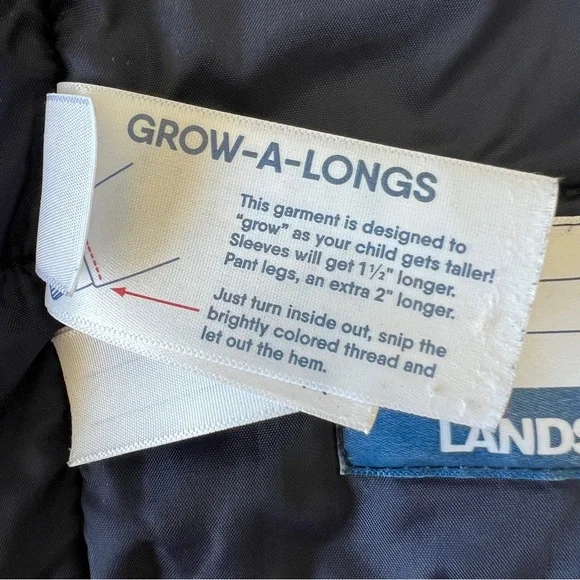 GROW-A-LONGS
This garment is designed to
"grow" as your child gets taller!
Sleeves will get 1 1/2" longer.
Pant legs, an extra 2" longer.
Just turn inside out, snip the
brightly colored thread and
let out the hem.
LANDS